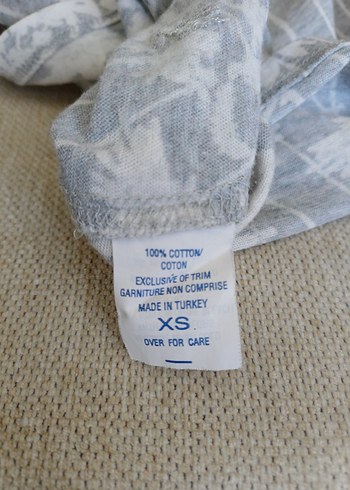 100% COTTON/
COTON
EXCLUSIVE OF TRIM
GARNITURE NON COMPRISE
MADE IN TURKEY
XS
OVER FOR CARE